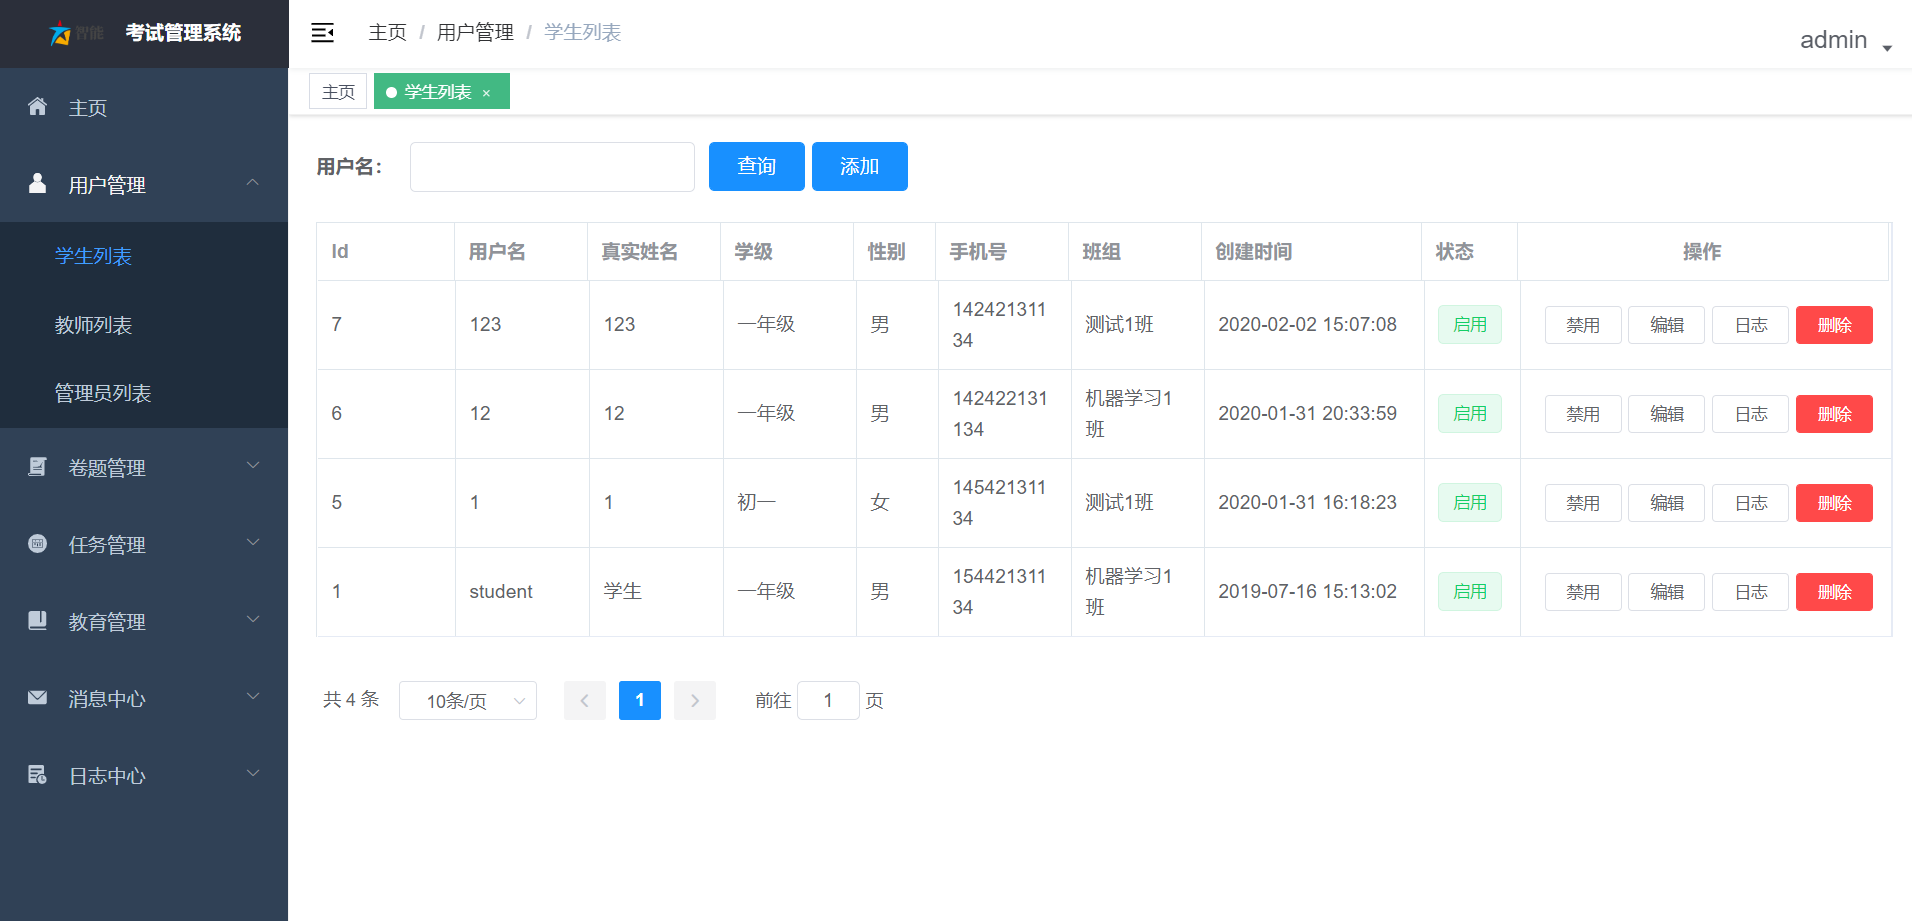 智能 考试管理系统
主页 / 用户管理 / 学生列表
admin
主页
学生列表 ×
主页
用户管理
学生列表
教师列表
管理员列表
卷题管理
任务管理
教育管理
消息中心
日志中心
用户名：
查询 添加
Id 用户名 真实姓名 学级 性别 手机号 班组 创建时间 状态 操作
7 123 123 一年级 男 142421311 测试1班 2020-02-02 15:07:08 启用 禁用 编辑 日志 删除
34
6 12 12 一年级 男 142422131 机器学习1 2020-01-31 20:33:59 启用 禁用 编辑 日志 删除
134 班
5 1 1 初一 女 145421311 测试1班 2020-01-31 16:18:23 启用 禁用 编辑 日志 删除
34
1 student 学生 一年级 男 154421311 机器学习1 2019-07-16 15:13:02 启用 禁用 编辑 日志 删除
34 班
共 4 条 10条/页 1 前往 1 页